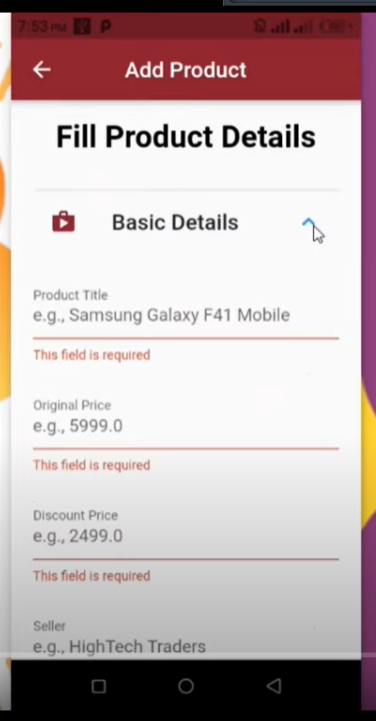 7:53 PM
Add Product
Fill Product Details
Basic Details
Product Title
e.g., Samsung Galaxy F41 Mobile
This field is required
Original Price
e.g., 5999.0
This field is required
Discount Price
e.g., 2499.0
This field is required
Seller
e.g., HighTech Traders